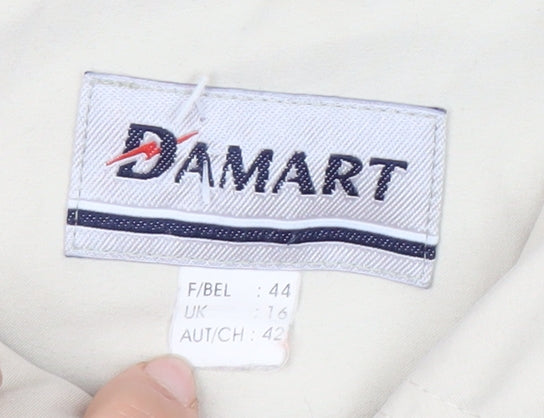 DAMART
F/BEL : 44
UK : 16
AUT/CH : 42